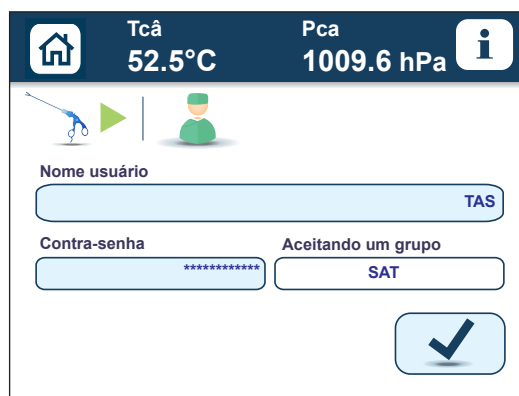 Tcâ
Pca
52.5°C
1009.6 hPa
i
Nome usuário
TAS
Contra-senha
Aceitando um grupo
************
SAT